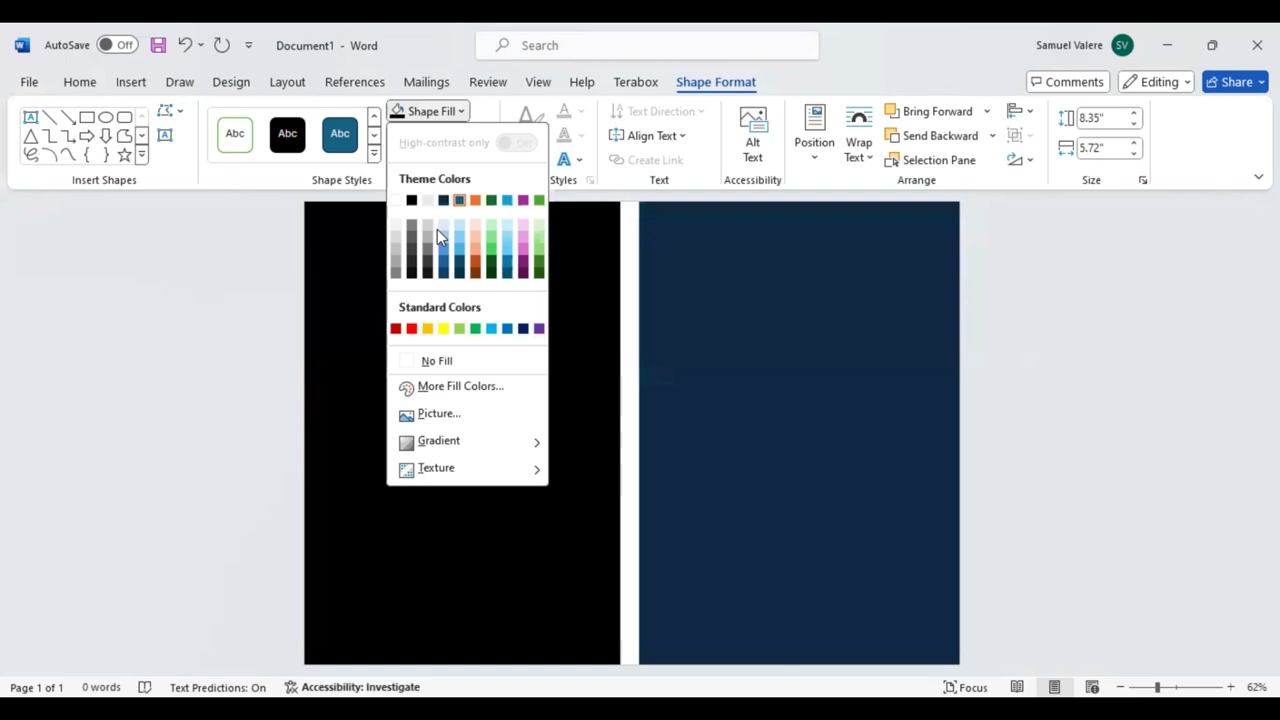 AutoSave Off Document1 - Word Search Samuel Valere SV
File Home Insert Draw Design Layout References Mailings Review View Help Terabox Shape Format Comments Editing Share
Shape Fill Text Direction Bring Forward 8.35"
Abc Abc Abc Align Text Send Backward 5.72"
High-contrast only Off Create Link Alt Text Position Wrap Text Selection Pane
Insert Shapes Shape Styles Styles Text Accessibility Arrange Size
Theme Colors
Standard Colors
No Fill
More Fill Colors...
Picture...
Gradient
Texture
Page 1 of 1 0 words Text Predictions: On Accessibility: Investigate Focus 62%